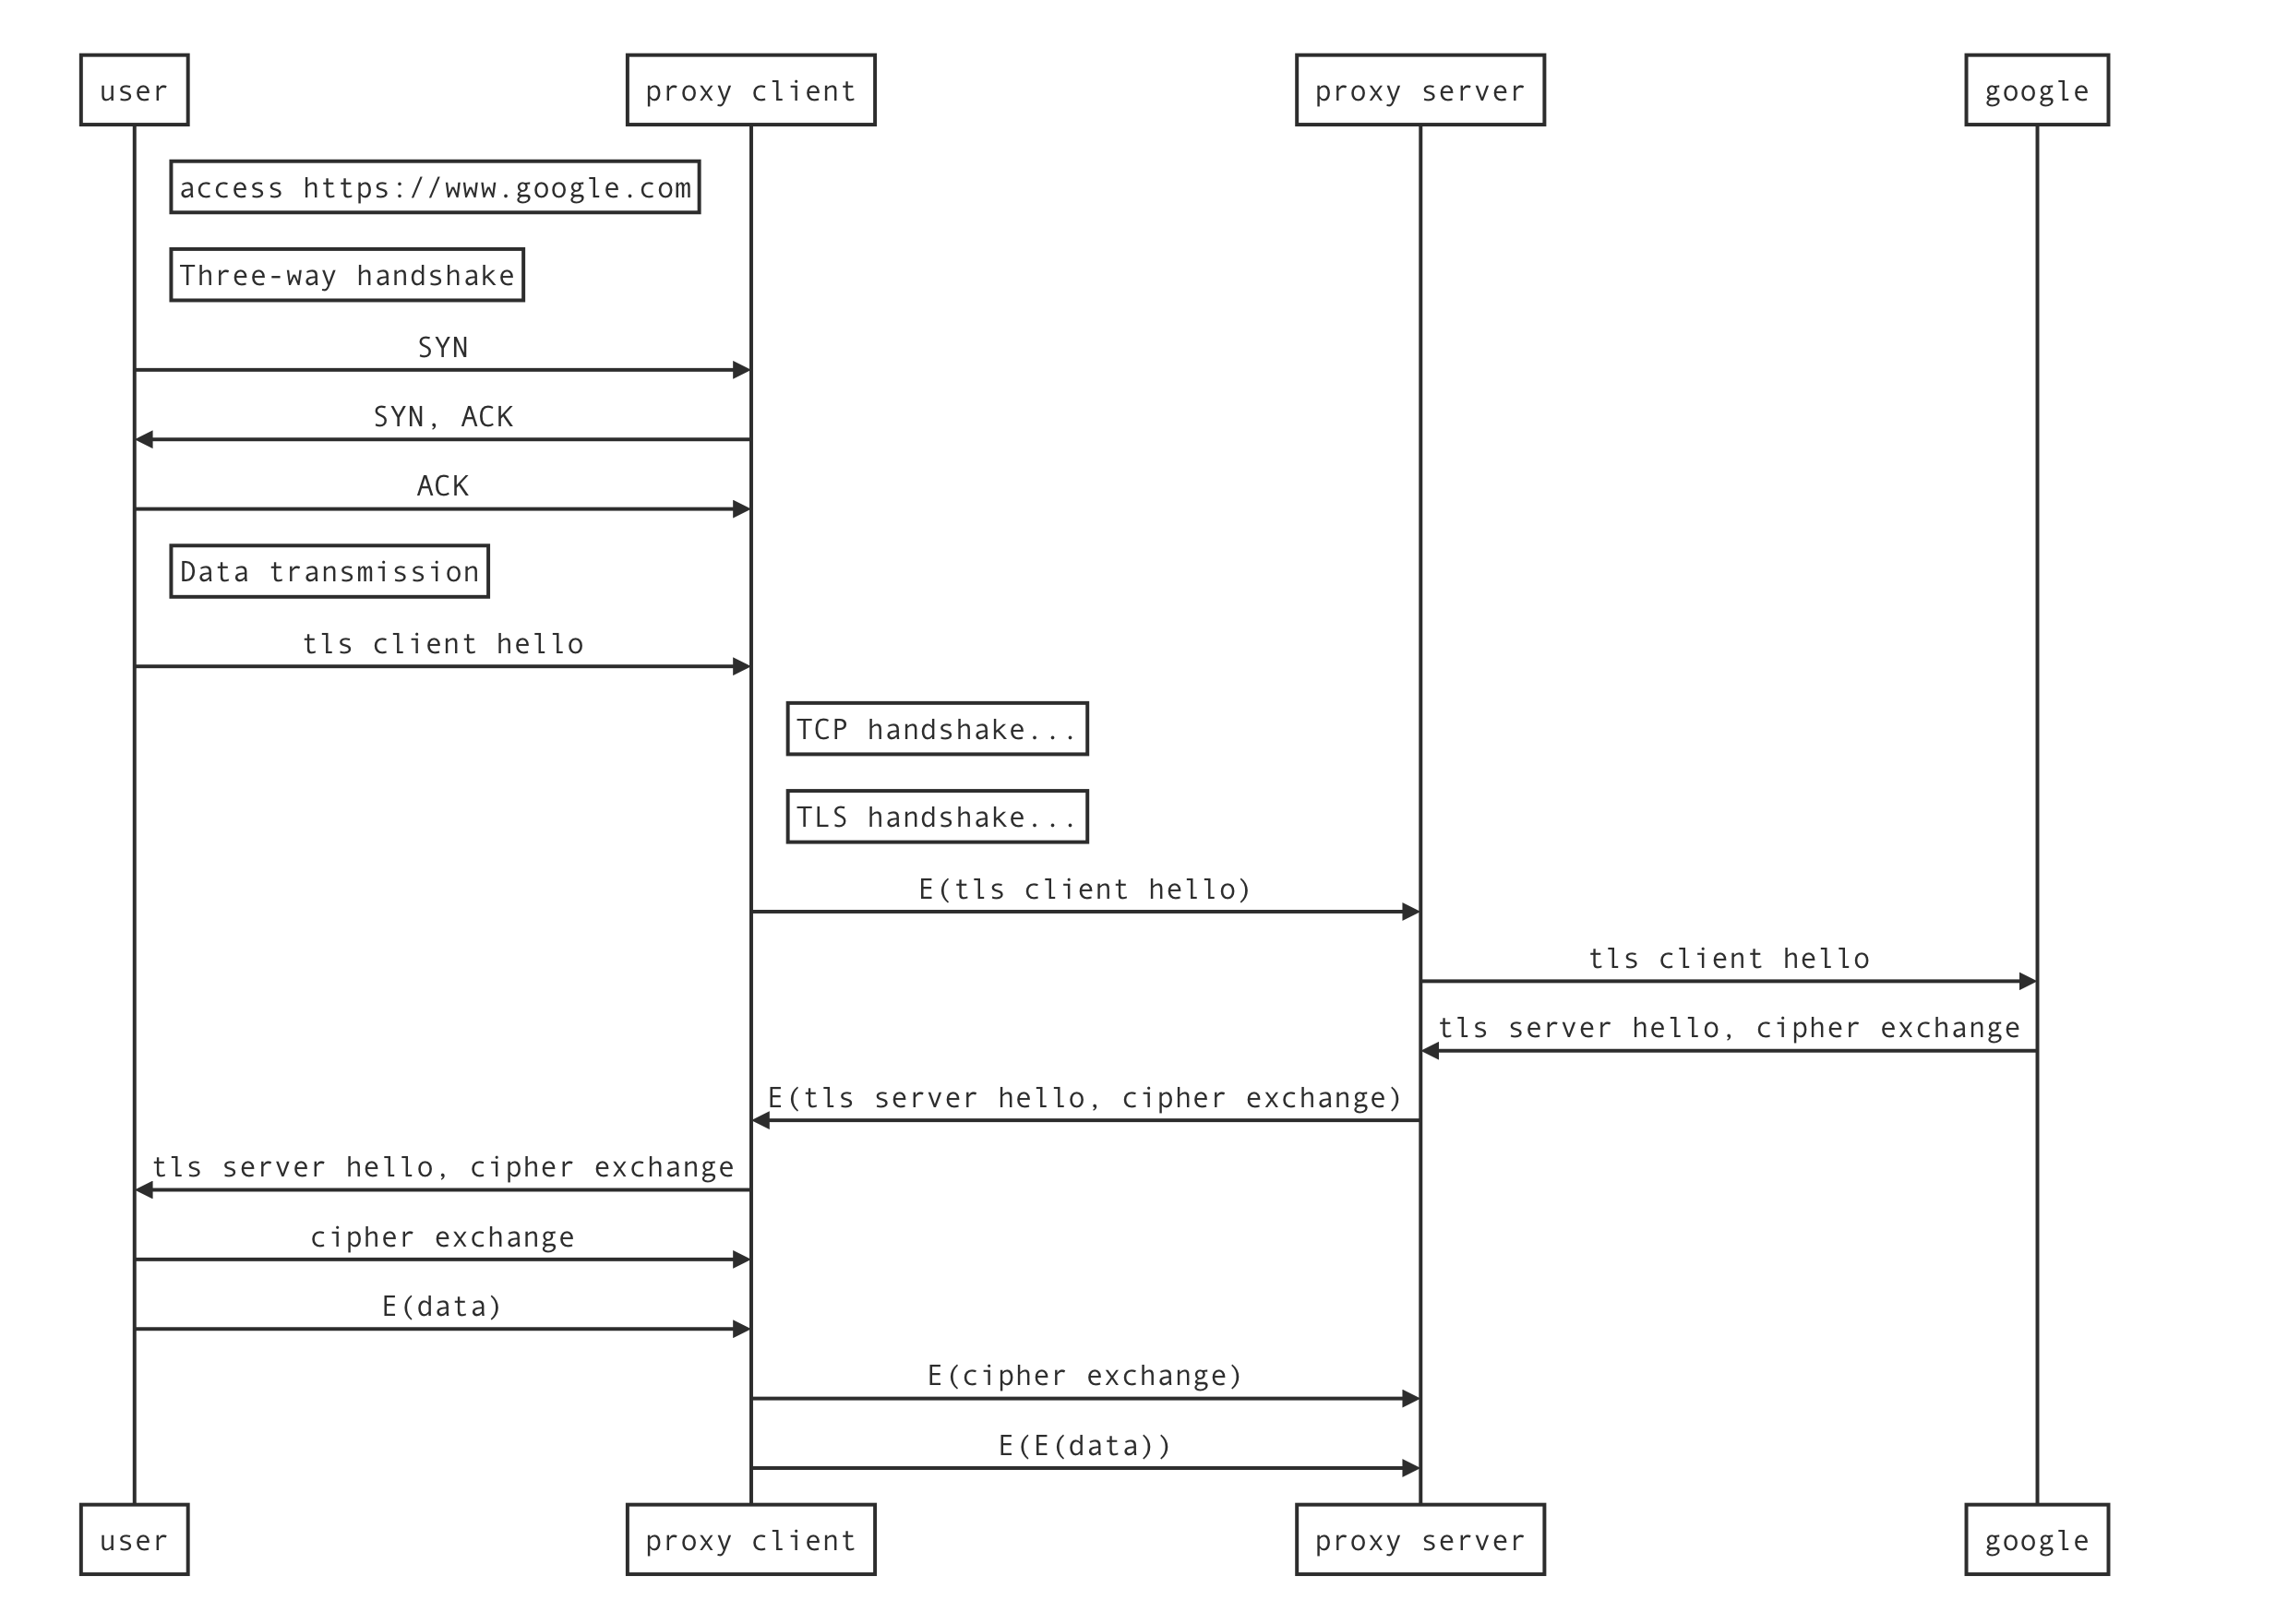 user
proxy client
proxy server
google
access https://www.google.com
Three-way handshake
SYN
SYN, ACK
ACK
Data transmission
tls client hello
TCP handshake...
TLS handshake...
E(tls client hello)
tls client hello
tls server hello, cipher exchange
E(tls server hello, cipher exchange)
tls server hello, cipher exchange
cipher exchange
E(data)
E(cipher exchange)
E(E(data))
user
proxy client
proxy server
google